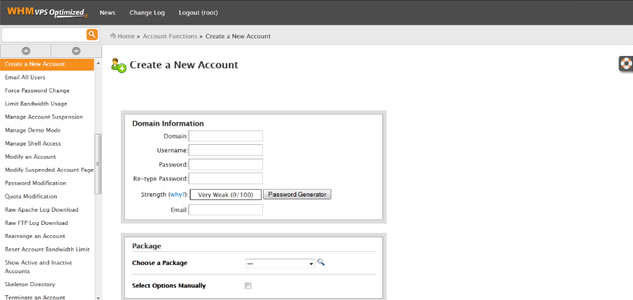 WHM VPS Optimized
News
Change Log
Logout (root)
Home » Account Functions » Create a New Account
Create a New Account
Email All Users
Force Password Change
Limit Bandwidth Usage
Manage Account Suspension
Manage Demo Mode
Manage Shell Access
Modify an Account
Modify Suspended Account Page
Password Modification
Quota Modification
Raw Apache Log Download
Raw FTP Log Download
Rearrange an Account
Reset Account Bandwidth Limit
Show Active and Inactive
Accounts
Skeleton Directory
Terminate an Account
Create a New Account
Domain Information
Domain
Username
Password
Re-type Password
Strength (why?): Very Weak (0/100) Password Generator
Email
Package
Choose a Package ---
Select Options Manually